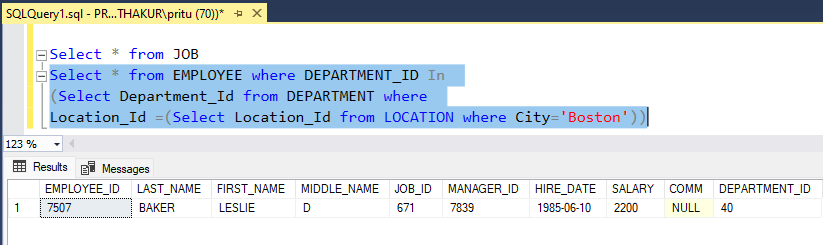 SQLQuery1.sql - PR...THAKUR\pritu (70))*
Select * from JOB
Select * from EMPLOYEE where DEPARTMENT_ID In
(Select Department_Id from DEPARTMENT where
Location_Id =(Select Location_Id from LOCATION where City='Boston'))
123 %
Results Messages
EMPLOYEE_ID LAST_NAME FIRST_NAME MIDDLE_NAME JOB_ID MANAGER_ID HIRE_DATE SALARY COMM DEPARTMENT_ID
1 7507 BAKER LESLIE D 671 7839 1985-06-10 2200 NULL 40